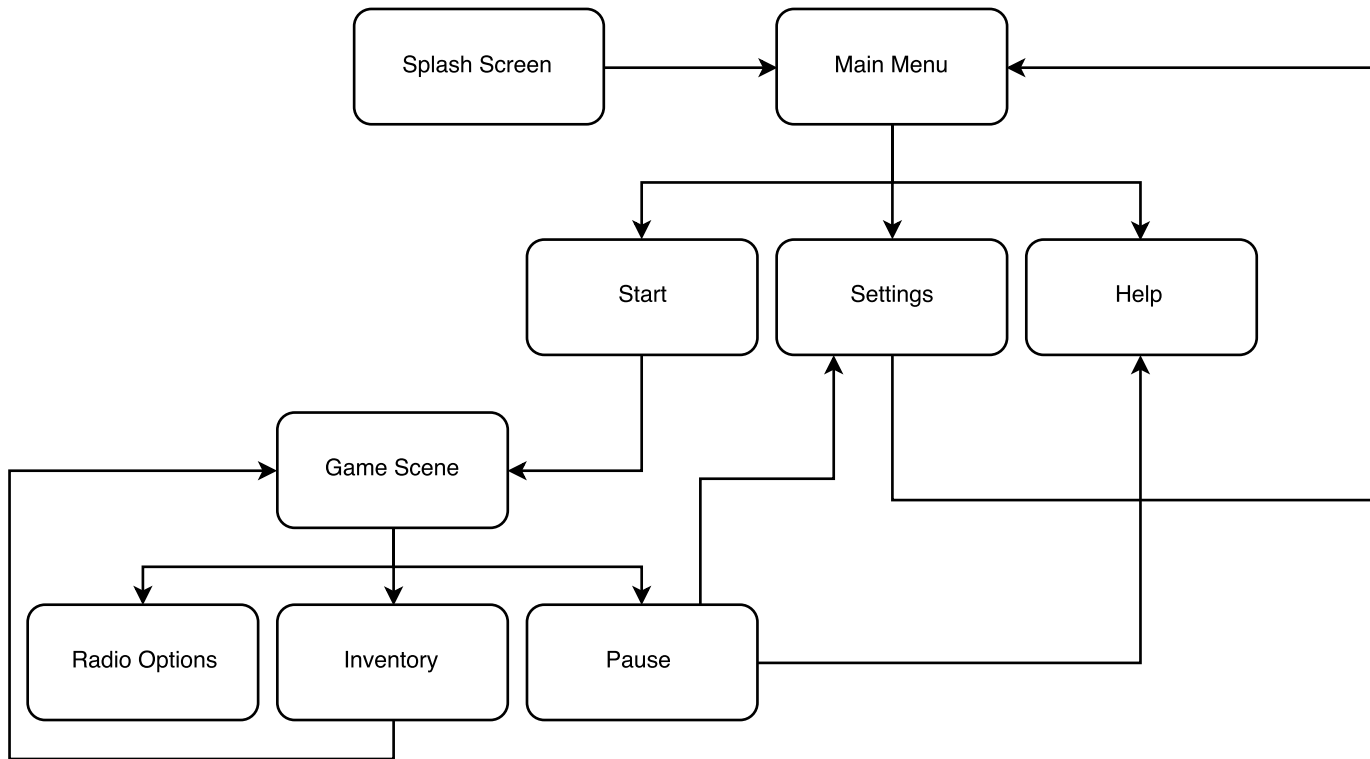 Splash Screen
Main Menu
Start
Settings
Help
Game Scene
Radio Options
Inventory
Pause